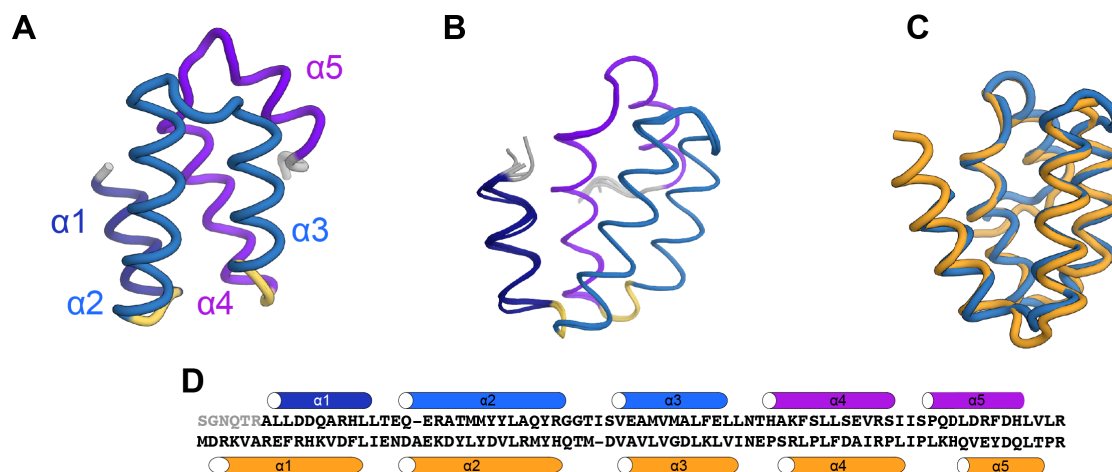 A
B
C
α5
α1
α3
α2
α4
D
α1 α2 α3 α4 α5
SGNQTRALLDDQARHLLTEQ-ERATMMYYLAQYRGGTISVEAMVMALFELLNTHAKFSLLSEVRSIISPQDLDRFDHLVLR
MDRKVAREFRHKVDFLIENDAEKDYLYDVLRMYHQTM-DVAVLVGDLKLVINEPSRLPLFDAIRPLIPLKHQVEYDQLTPR
α1 α2 α3 α4 α5